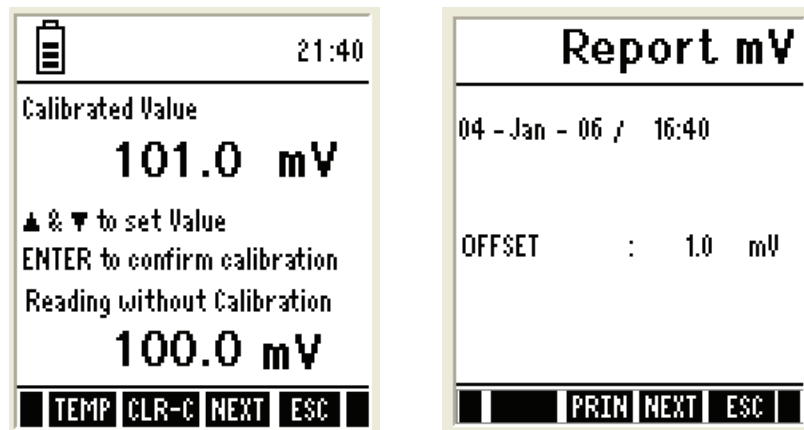 21:40
Calibrated Value
101.0 mV
▲ & ▼ to set Value
ENTER to confirm calibration
Reading without Calibration
100.0 mV
TEMP CLR-C NEXT ESC
Report mV
04 - Jan - 06 / 16:40
OFFSET : 1.0 mV
PRIN NEXT ESC